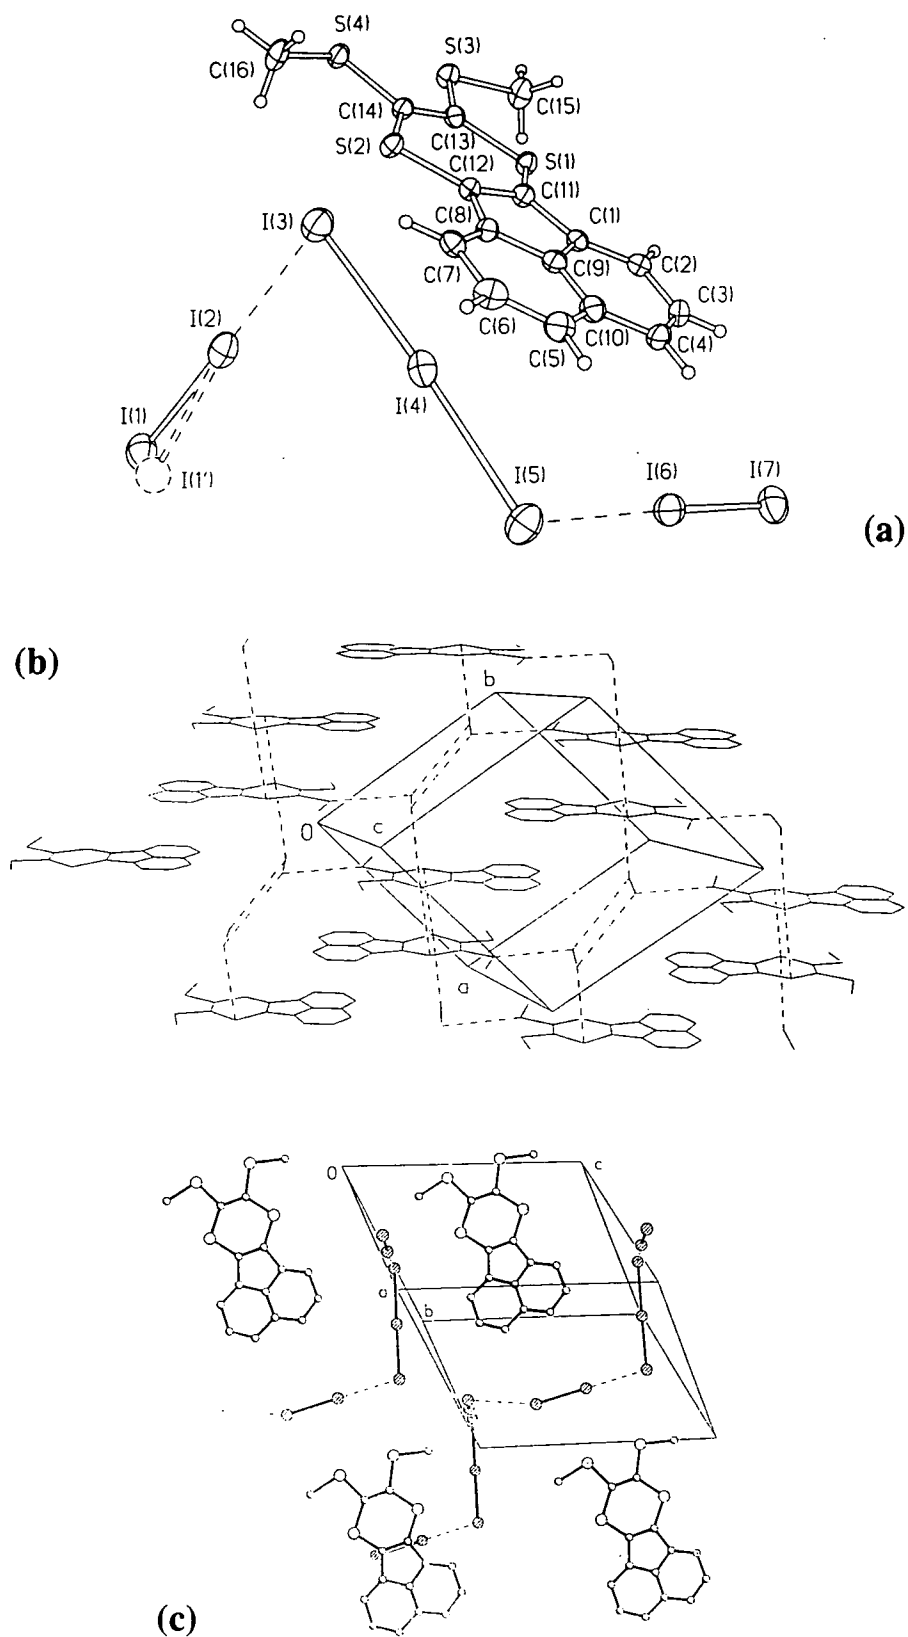 S(4)
S(3)
C(16)
C(15)
C(14)
C(13)
S(2)
C(12)
S(1)
C(11)
I(3)
C(8)
C(1)
C(7)
C(9)
C(2)
C(3)
I(2)
C(6)
C(10)
C(4)
C(5)
I(4)
I(1)
I(1')
I(5)
I(6)
I(7)
(a)
(b)
b
0
c
a
0
c
a
b
(c)